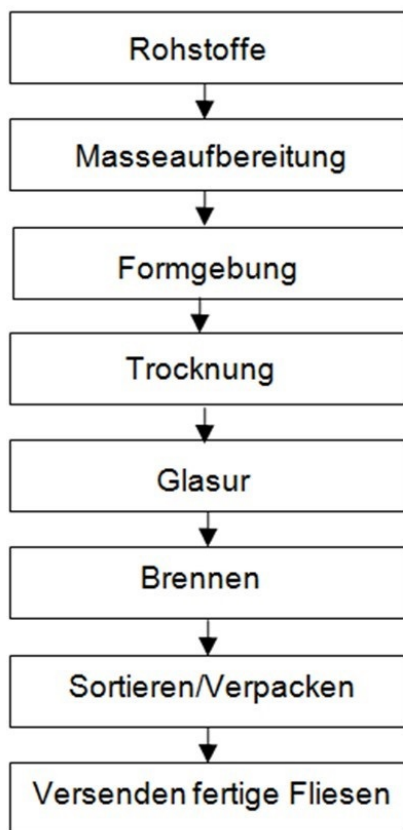 Rohstoffe
Masseaufbereitung
Formgebung
Trocknung
Glasur
Brennen
Sortieren/Verpacken
Versenden fertige Fliesen